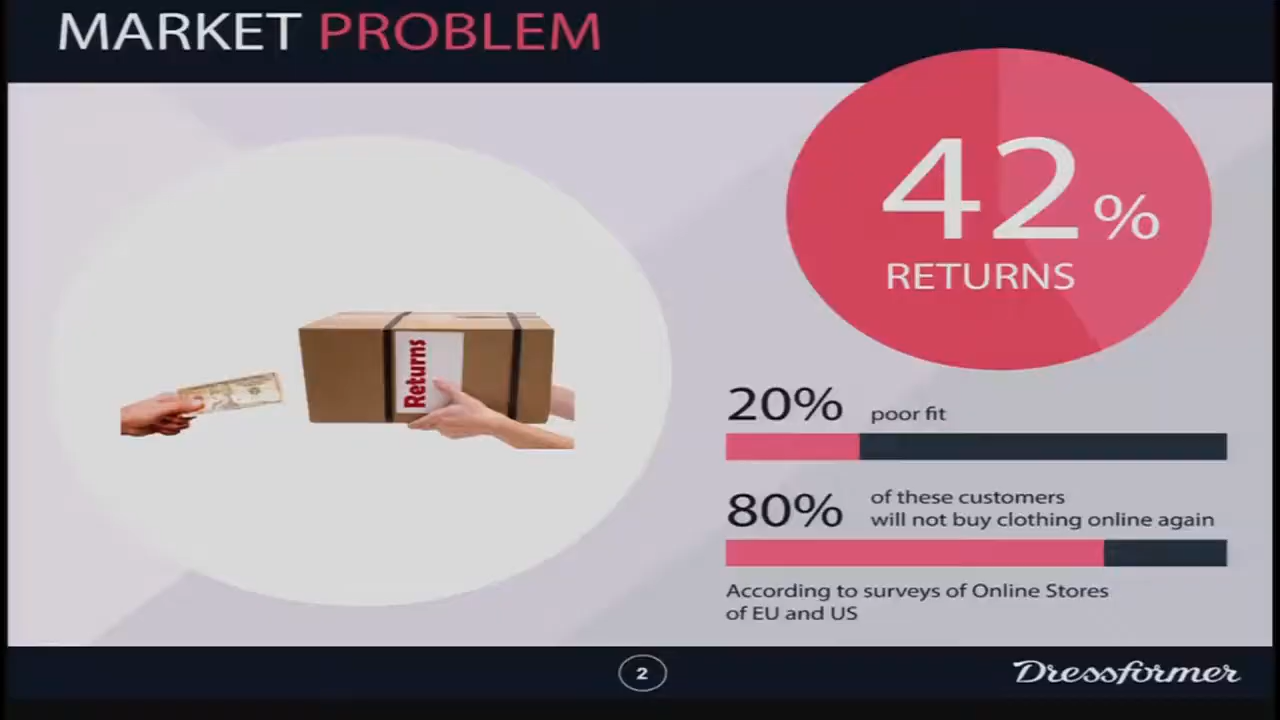 MARKET PROBLEM
42%
RETURNS
Returns
20% poor fit
80% of these customers
will not buy clothing online again
According to surveys of Online Stores
of EU and US
2
Dressformer